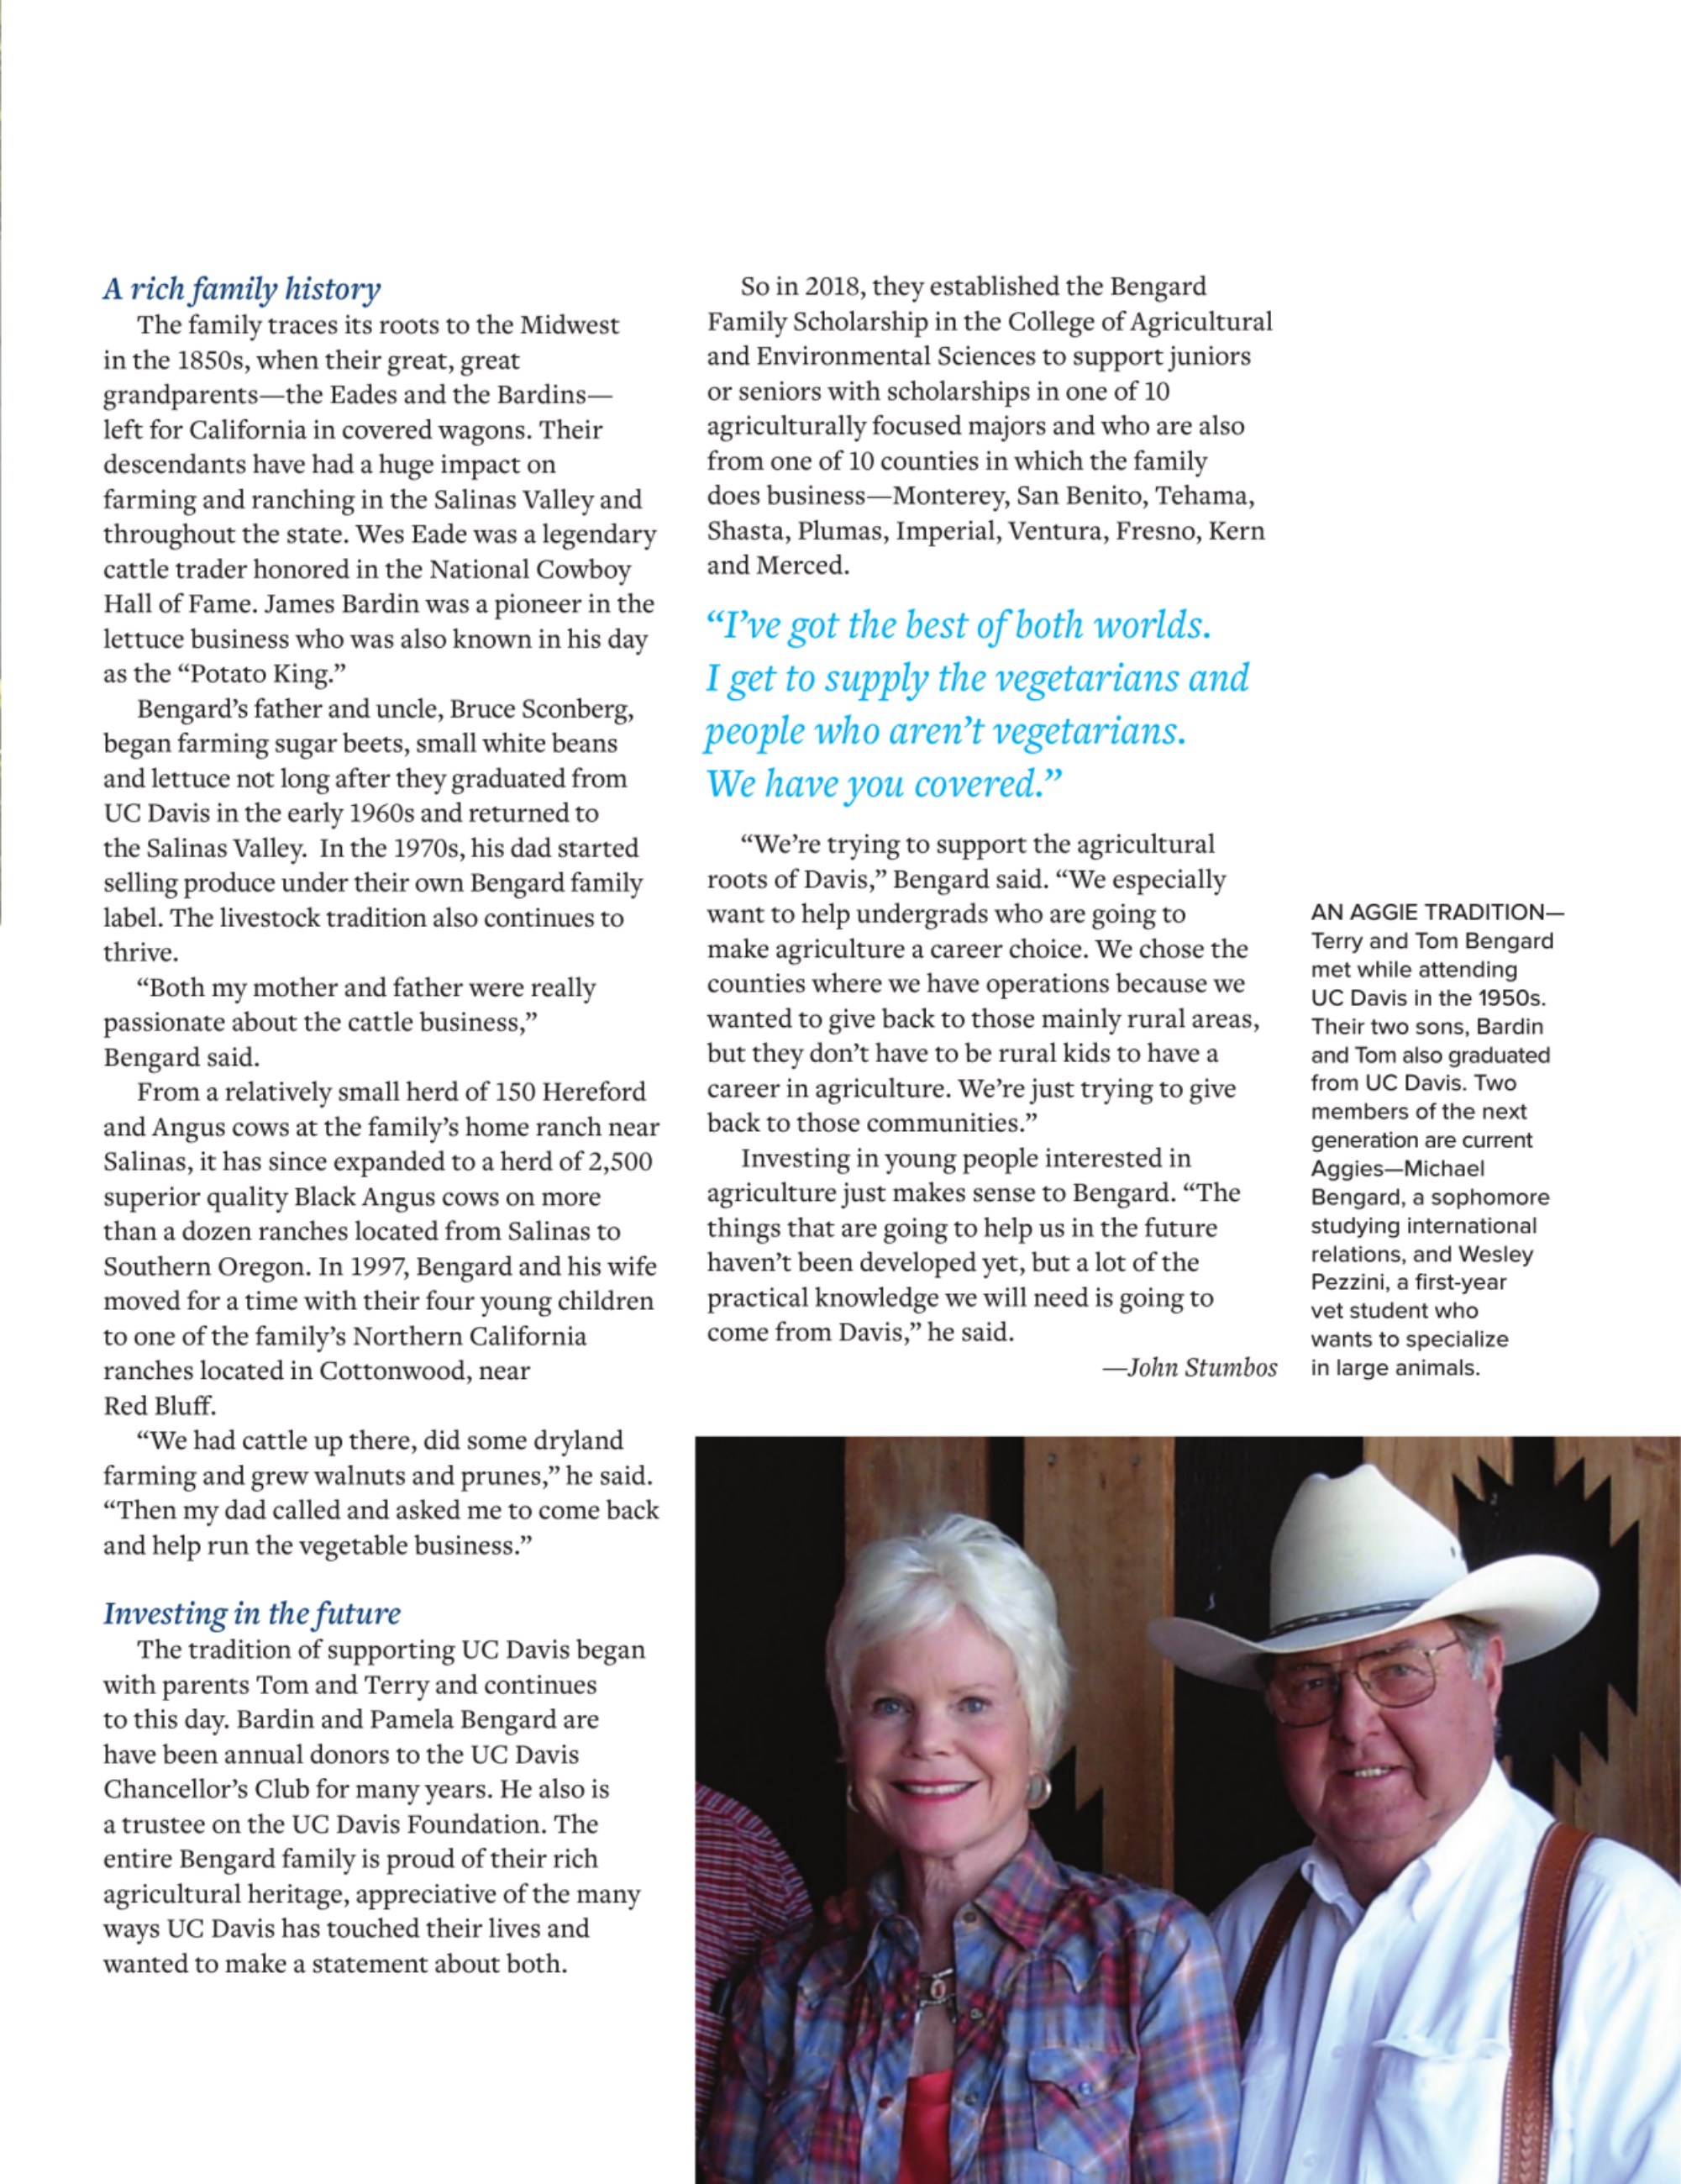 A rich family history
The family traces its roots to the Midwest
in the 1850s, when their great, great
grandparents—the Eades and the Bardins—
left for California in covered wagons. Their
descendants have had a huge impact on
farming and ranching in the Salinas Valley and
throughout the state. Wes Eade was a legendary
cattle trader honored in the National Cowboy
Hall of Fame. James Bardin was a pioneer in the
lettuce business who was also known in his day
as the “Potato King.”
Bengard’s father and uncle, Bruce Sconberg,
began farming sugar beets, small white beans
and lettuce not long after they graduated from
UC Davis in the early 1960s and returned to
the Salinas Valley.  In the 1970s, his dad started
selling produce under their own Bengard family
label. The livestock tradition also continues to
thrive.
“Both my mother and father were really
passionate about the cattle business,”
Bengard said.
From a relatively small herd of 150 Hereford
and Angus cows at the family’s home ranch near
Salinas, it has since expanded to a herd of 2,500
superior quality Black Angus cows on more
than a dozen ranches located from Salinas to
Southern Oregon. In 1997, Bengard and his wife
moved for a time with their four young children
to one of the family’s Northern California
ranches located in Cottonwood, near
Red Bluff.
“We had cattle up there, did some dryland
farming and grew walnuts and prunes,” he said.
“Then my dad called and asked me to come back
and help run the vegetable business.”
Investing in the future
The tradition of supporting UC Davis began
with parents Tom and Terry and continues
to this day. Bardin and Pamela Bengard are
have been annual donors to the UC Davis
Chancellor’s Club for many years. He also is
a trustee on the UC Davis Foundation. The
entire Bengard family is proud of their rich
agricultural heritage, appreciative of the many
ways UC Davis has touched their lives and
wanted to make a statement about both.
So in 2018, they established the Bengard
Family Scholarship in the College of Agricultural
and Environmental Sciences to support juniors
or seniors with scholarships in one of 10
agriculturally focused majors and who are also
from one of 10 counties in which the family
does business—Monterey, San Benito, Tehama,
Shasta, Plumas, Imperial, Ventura, Fresno, Kern
and Merced.
“I’ve got the best of both worlds.
I get to supply the vegetarians and
people who aren’t vegetarians.
We have you covered.”
“We’re trying to support the agricultural
roots of Davis,” Bengard said. “We especially
want to help undergrads who are going to
make agriculture a career choice. We chose the
counties where we have operations because we
wanted to give back to those mainly rural areas,
but they don’t have to be rural kids to have a
career in agriculture. We’re just trying to give
back to those communities.”
Investing in young people interested in
agriculture just makes sense to Bengard. “The
things that are going to help us in the future
haven’t been developed yet, but a lot of the
practical knowledge we will need is going to
come from Davis,” he said.
—John Stumbos
AN AGGIE TRADITION—
Terry and Tom Bengard
met while attending
UC Davis in the 1950s.
Their two sons, Bardin
and Tom also graduated
from UC Davis. Two
members of the next
generation are current
Aggies—Michael
Bengard, a sophomore
studying international
relations, and Wesley
Pezzini, a first-year
vet student who
wants to specialize
in large animals.